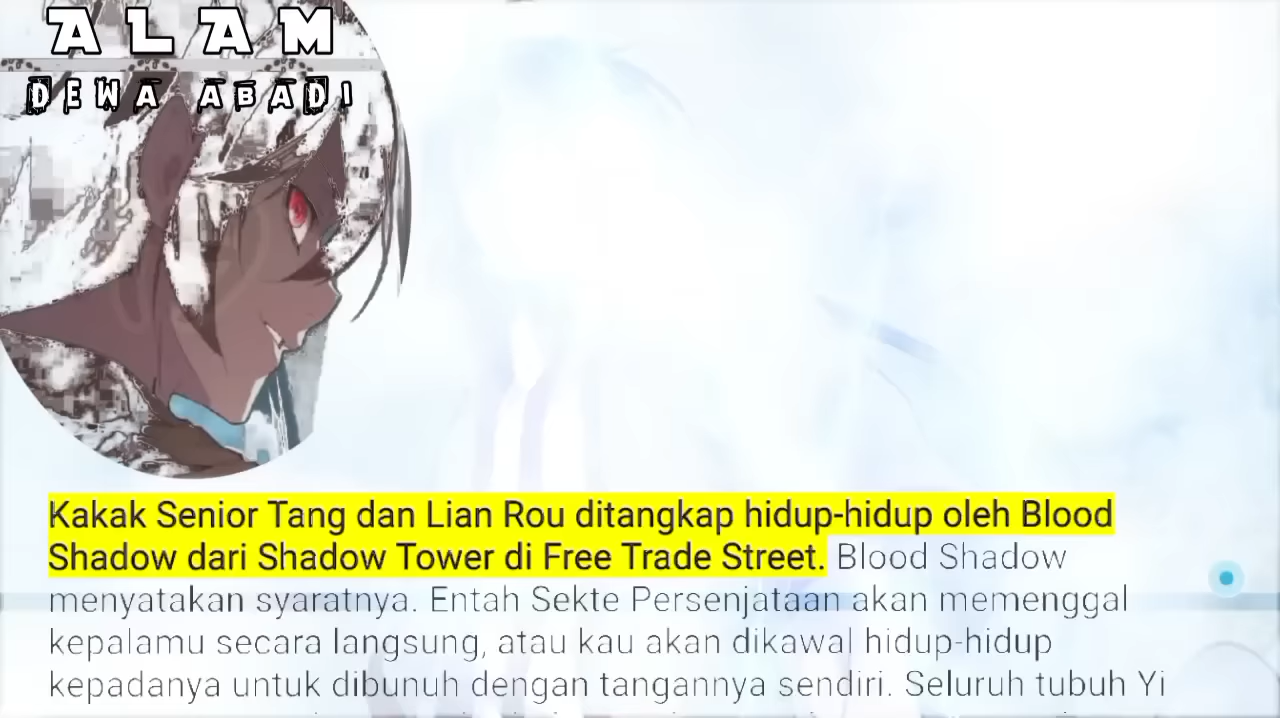 ALAM
DEWA ABADI
Kakak Senior Tang dan Lian Rou ditangkap hidup-hidup oleh Blood
Shadow dari Shadow Tower di Free Trade Street. Blood Shadow
menyatakan syaratnya. Entah Sekte Persenjataan akan memenggal
kepalamu secara langsung, atau kau akan dikawal hidup-hidup
kepadanya untuk dibunuh dengan tangannya sendiri. Seluruh tubuh Yi